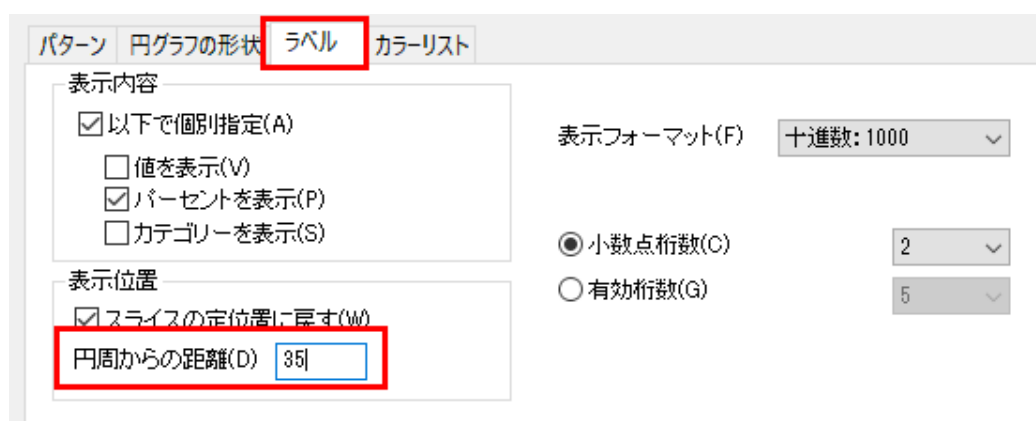 パターン 円グラフの形状 ラベル カラーリスト
表示内容
以下で個別指定(A)
値を表示(V)
パーセントを表示(P)
カテゴリーを表示(S)
表示位置
スライスの定位置に戻す(W)
円周からの距離(D) 35
表示フォーマット(F) 十進数: 1000
小数点桁数(C) 2
有効桁数(G) 5